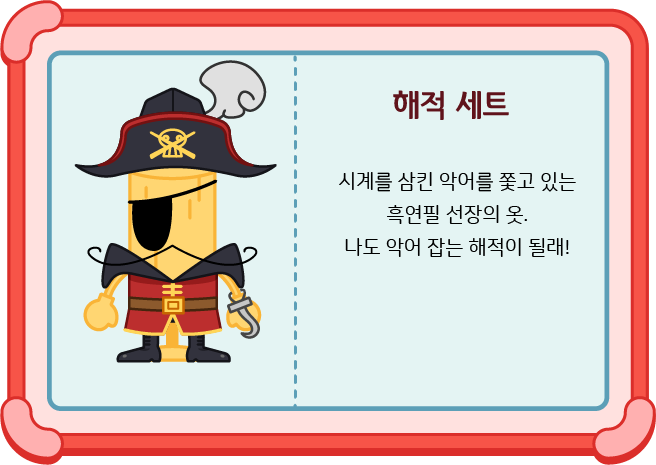 해적 세트
시계를 삼킨 악어를 쫓고 있는
흑연필 선장의 옷.
나도 악어 잡는 해적이 될래!